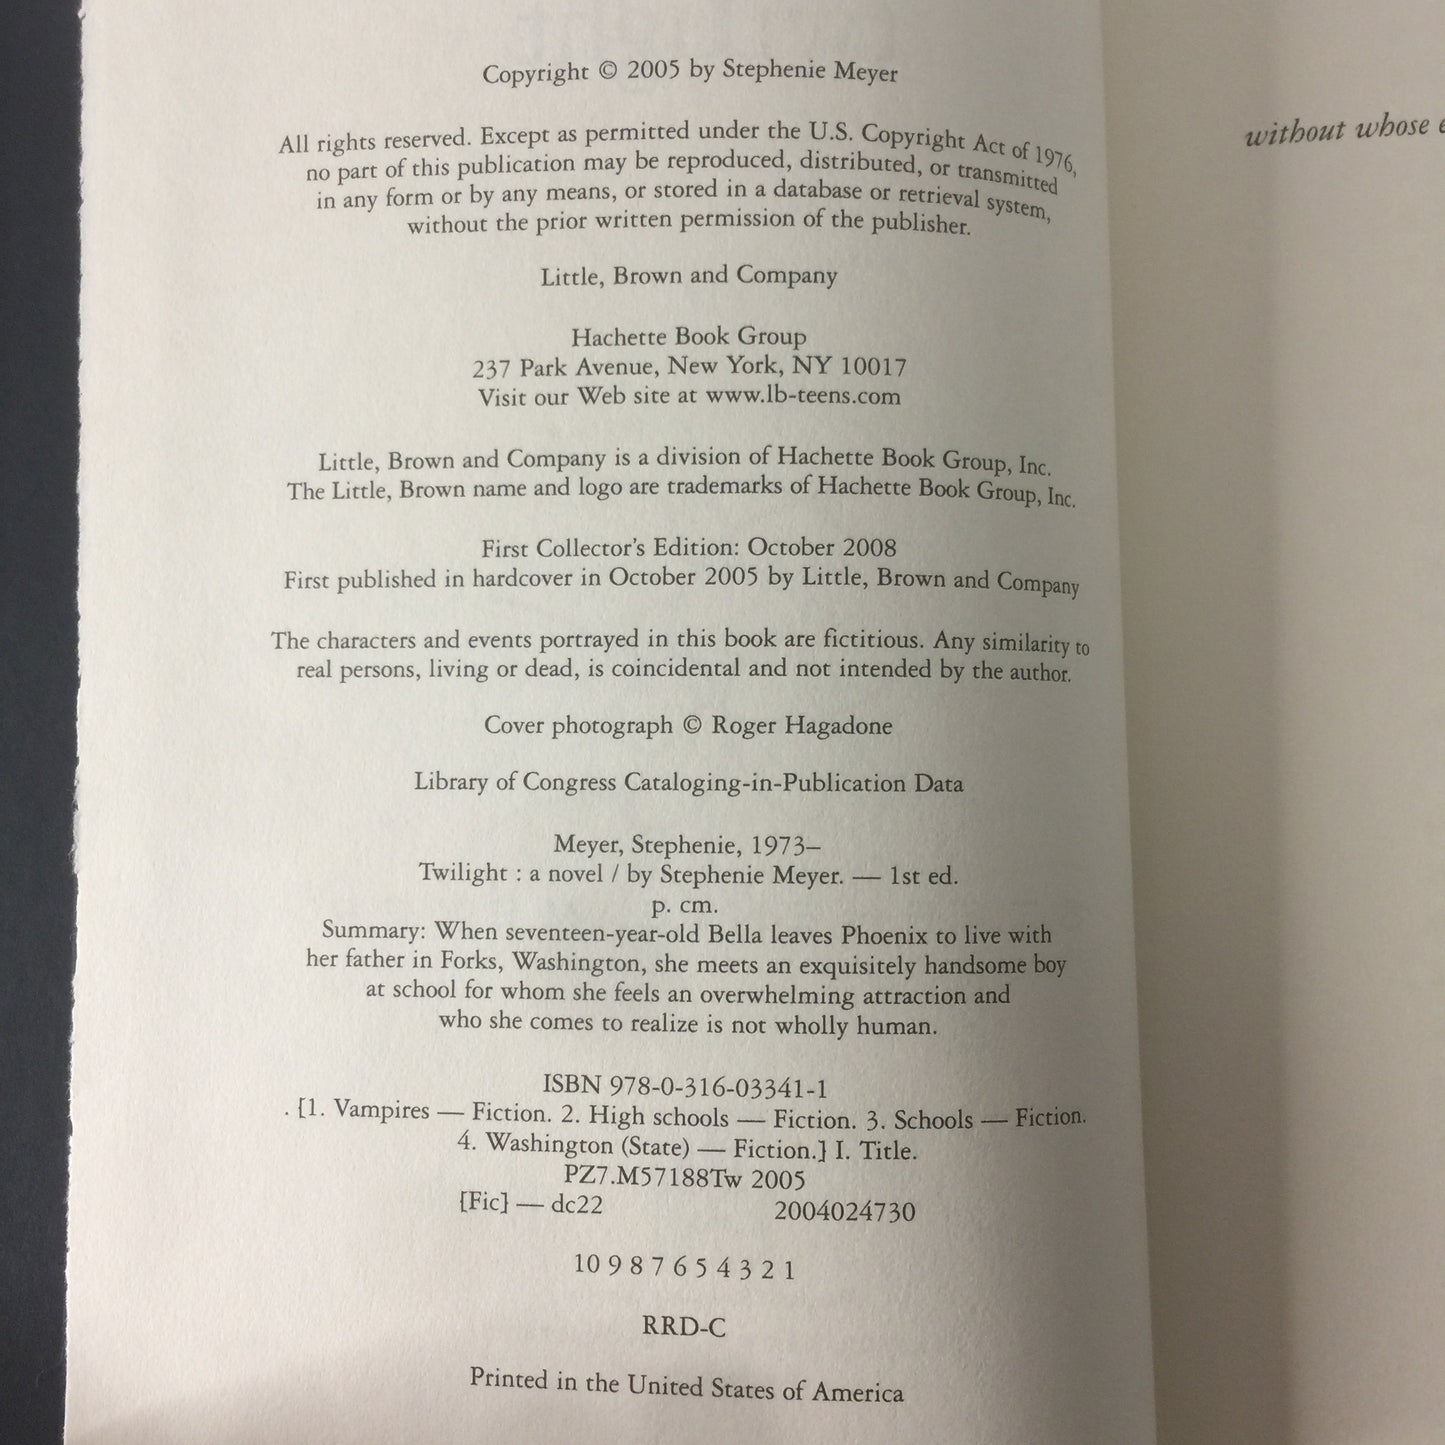 Copyright © 2005 by Stephenie Meyer
All rights reserved. Except as permitted under the U.S. Copyright Act of 1976,
no part of this publication may be reproduced, distributed, or transmitted
in any form or by any means, or stored in a database or retrieval system,
without the prior written permission of the publisher.
Little, Brown and Company
Hachette Book Group
237 Park Avenue, New York, NY 10017
Visit our Web site at www.lb-teens.com
Little, Brown and Company is a division of Hachette Book Group, Inc.
The Little, Brown name and logo are trademarks of Hachette Book Group, Inc.
First Collector's Edition: October 2008
First published in hardcover in October 2005 by Little, Brown and Company
The characters and events portrayed in this book are fictitious. Any similarity to
real persons, living or dead, is coincidental and not intended by the author.
Cover photograph © Roger Hagadone
Library of Congress Cataloging-in-Publication Data
Meyer, Stephenie, 1973–
Twilight : a novel / by Stephenie Meyer. — 1st ed.
p. cm.
Summary: When seventeen-year-old Bella leaves Phoenix to live with
her father in Forks, Washington, she meets an exquisitely handsome boy
at school for whom she feels an overwhelming attraction and
who she comes to realize is not wholly human.
ISBN 978-0-316-03341-1
. [1. Vampires — Fiction. 2. High schools — Fiction. 3. Schools — Fiction.
4. Washington (State) — Fiction.] I. Title.
PZ7.M57188Tw 2005
[Fic] — dc22 2004024730
10 9 8 7 6 5 4 3 2 1
RRD-C
Printed in the United States of America
without whose